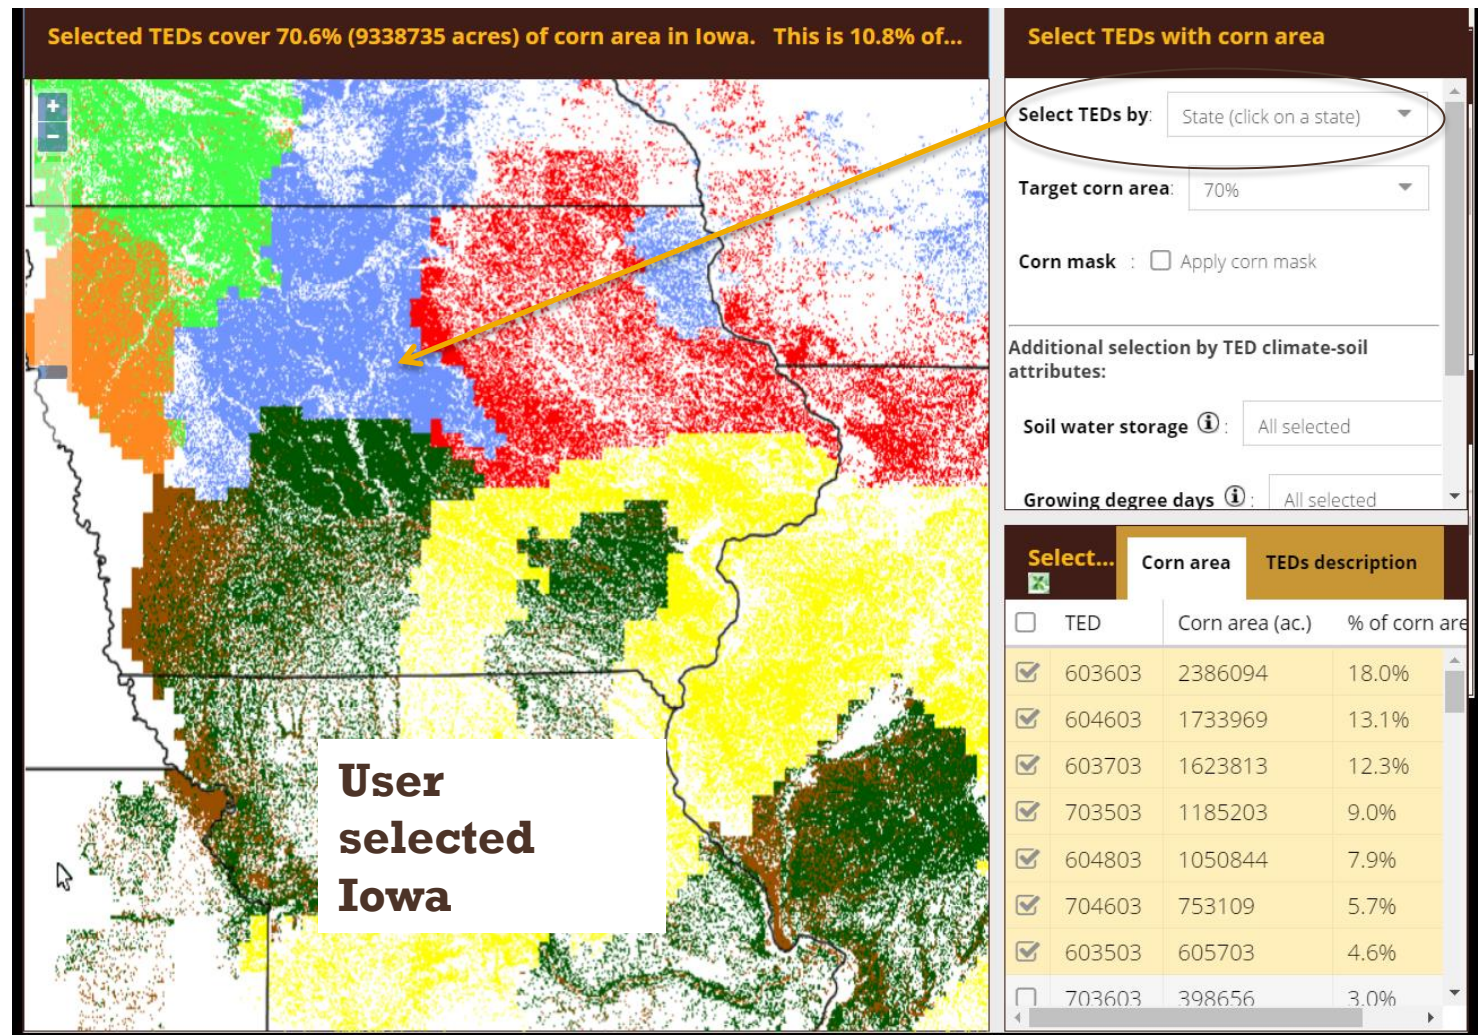 Selected TEDs cover 70.6% (9338735 acres) of corn area in Iowa. This is 10.8% of...
+
-
User
selected
Iowa
Select TEDs with corn area
Select TEDs by: State (click on a state)
Target corn area: 70%
Corn mask : Apply corn mask
Additional selection by TED climate-soil
attributes:
Soil water storage i : All selected
Growing degree days i : All selected
Select... Corn area TEDs description
TED Corn area (ac.) % of corn are
603603 2386094 18.0%
604603 1733969 13.1%
603703 1623813 12.3%
703503 1185203 9.0%
604803 1050844 7.9%
704603 753109 5.7%
603503 605703 4.6%
703603 398656 3.0%